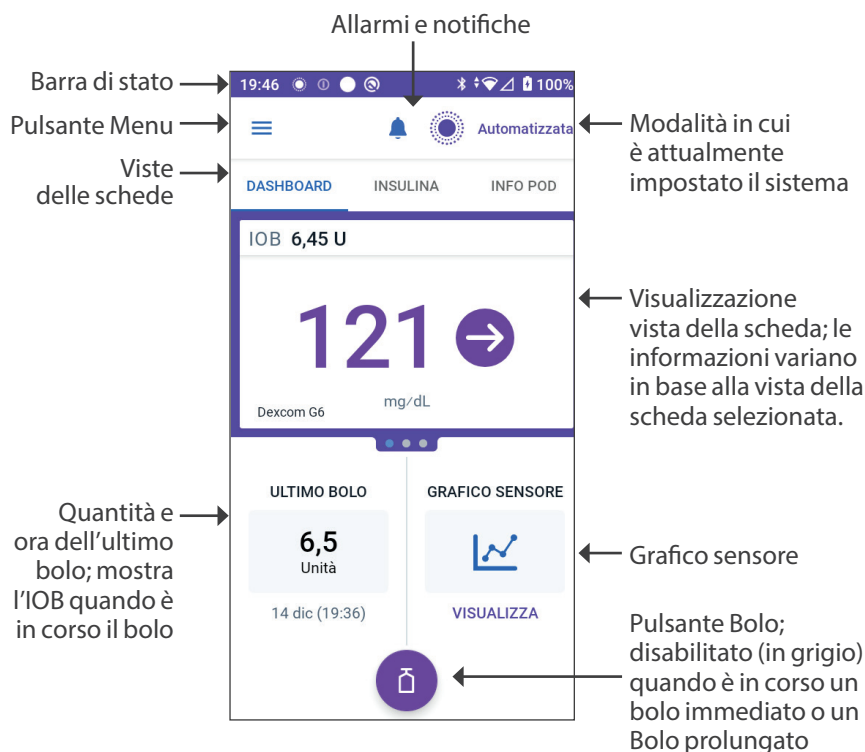 Allarmi e notifiche
Barra di stato
19:46
100%
Pulsante Menu
Automatizzata
Modalità in cui
è attualmente
impostato il sistema
Viste
delle schede
DASHBOARD
INSULINA
INFO POD
IOB 6,45 U
121
mg/dL
Dexcom G6
Visualizzazione
vista della scheda; le
informazioni variano
in base alla vista della
scheda selezionata.
ULTIMO BOLO
GRAFICO SENSORE
Quantità e
ora dell'ultimo
bolo; mostra
l'IOB quando è
in corso il bolo
6,5
Unità
14 dic (19:36)
VISUALIZZA
Grafico sensore
Pulsante Bolo;
disabilitato (in grigio)
quando è in corso un
bolo immediato o un
Bolo prolungato